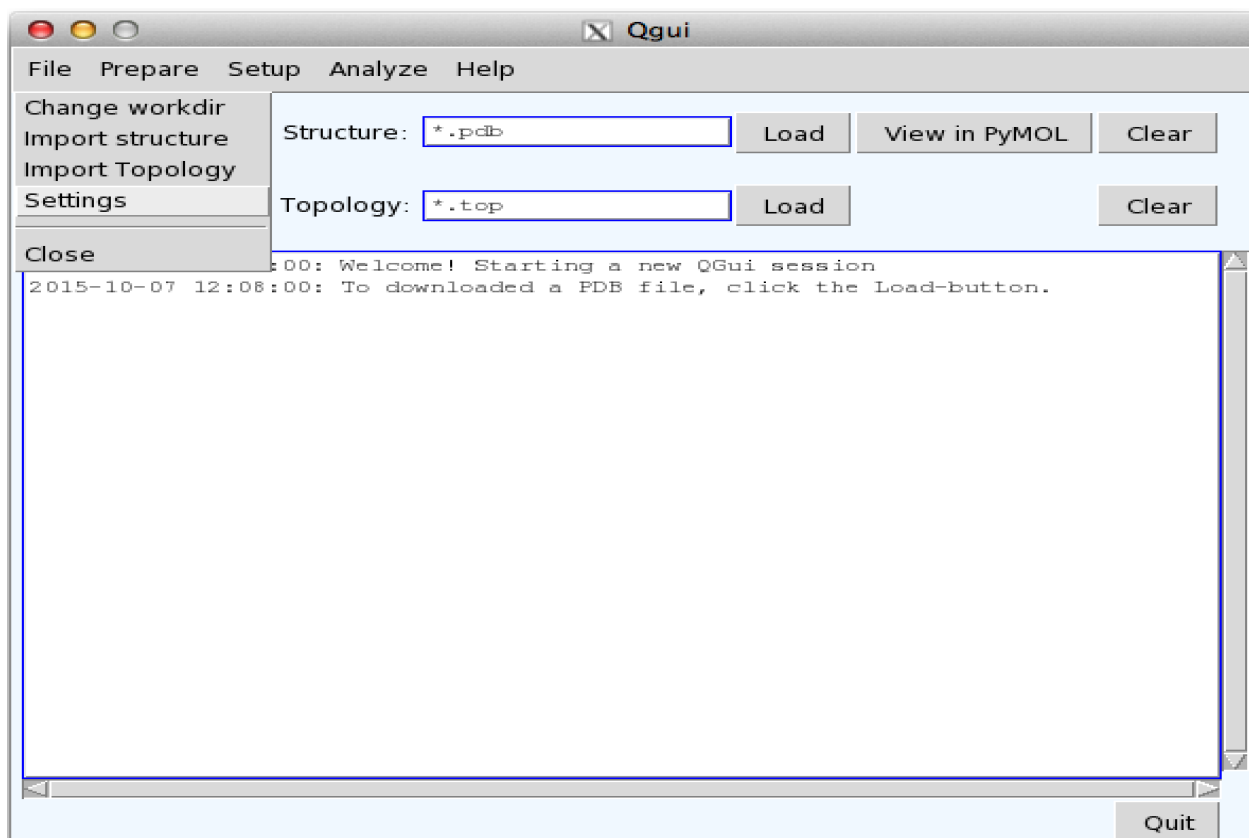 Qgui
File Prepare Setup Analyze Help
Change workdir
Import structure
Import Topology
Settings
Close
Structure: *.pdb Load View in PyMOL Clear
Topology: *.top Load Clear
:00: Welcome! Starting a new QGui session
2015-10-07 12:08:00: To downloaded a PDB file, click the Load-button.
Quit